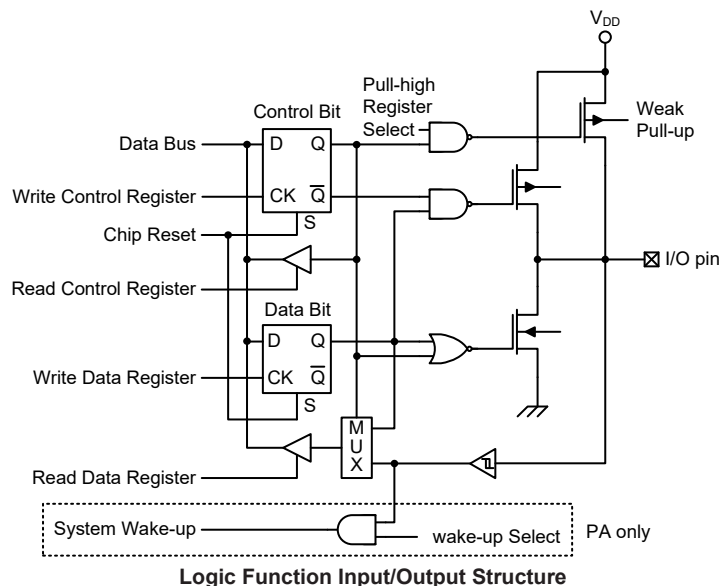 V_DD
Pull-high
Register
Select
Weak
Pull-up
Control Bit
Data Bus
D
Q
Write Control Register
CK
Q̅
S
Chip Reset
I/O pin
Read Control Register
Data Bit
D
Q
Write Data Register
CK
Q̅
S
M
U
X
Read Data Register
System Wake-up
wake-up Select
PA only
Logic Function Input/Output Structure